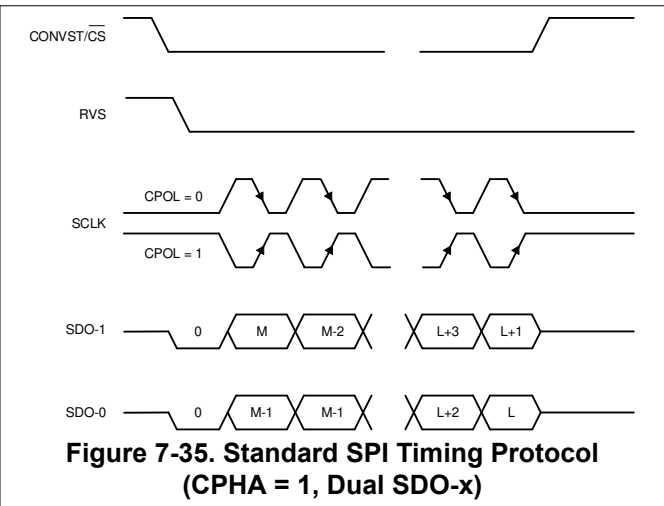 CONVST/CS
RVS
CPOL = 0
SCLK
CPOL = 1
SDO-1 0 M M-2 L+3 L+1
SDO-0 0 M-1 M-1 L+2 L
Figure 7-35. Standard SPI Timing Protocol
(CPHA = 1, Dual SDO-x)